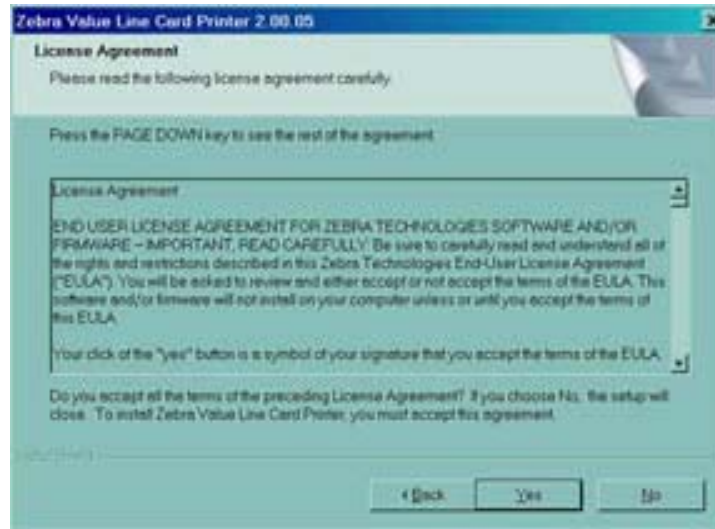 Zebra Value Line Card Printer 2.00.05
License Agreement
Please read the following license agreement carefully.
Press the PAGE DOWN key to see the rest of the agreement.
License Agreement
END USER LICENSE AGREEMENT FOR ZEBRA TECHNOLOGIES SOFTWARE AND/OR
FIRMWARE – IMPORTANT, READ CAREFULLY: Be sure to carefully read and understand all of
the rights and restrictions described in this Zebra Technologies End-User License Agreement
("EULA"). You will be asked to review and either accept or not accept the terms of the EULA. This
software and/or firmware will not install on your computer unless or until you accept the terms of
this EULA.
Your click of the "yes" button is a symbol of your signature that you accept the terms of the EULA.
Do you accept all the terms of the preceding License Agreement? If you choose No, the setup will
close. To install Zebra Value Line Card Printer, you must accept this agreement.
< Back
Yes
No